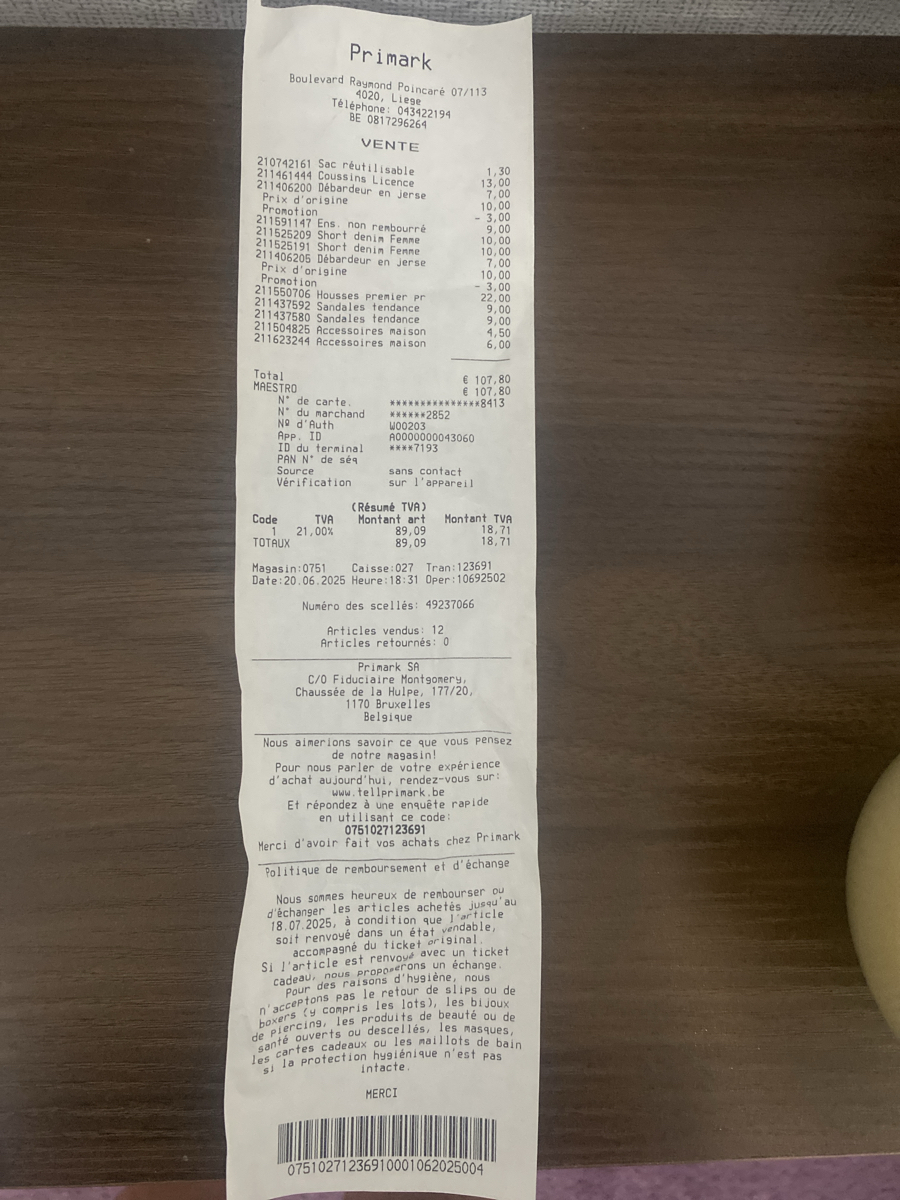 Primark
Boulevard Raymond Poincaré 07/113
4020, Liege
Téléphone: 043422194
BE 0817296264
VENTE
210742161 Sac réutilisable 1,30
211461444 Coussins Licence 13,00
211406200 Débardeur en jerse 7,00
Prix d'origine 10,00
Promotion - 3,00
211591147 Ens. non rembourré 9,00
211525209 Short denim Femme 10,00
211525191 Short denim Femme 10,00
211406205 Débardeur en jerse 7,00
Prix d'origine 10,00
Promotion - 3,00
211550706 Housses premier pr 22,00
211437592 Sandales tendance 9,00
211437580 Sandales tendance 9,00
211504825 Accessoires maison 4,50
211623244 Accessoires maison 6,00
Total € 107,80
MAESTRO € 107,80
N° de carte. ***************8413
N° du marchand ******2852
Nº d'Auth W00203
App. ID A0000000043060
ID du terminal ****7193
PAN N° de séq
Source sans contact
Vérification sur l'appareil
(Résumé TVA)
Code TVA Montant art Montant TVA
1 21,00% 89,09 18,71
TOTAUX 89,09 18,71
Magasin:0751 Caisse:027 Tran:123691
Date:20.06.2025 Heure:18:31 Oper:10692502
Numéro des scellés: 49237066
Articles vendus: 12
Articles retournés: 0
Primark SA
C/O Fiduciaire Montgomery,
Chaussée de la Hulpe, 177/20,
1170 Bruxelles
Belgique
Nous aimerions savoir ce que vous pensez
de notre magasin!
Pour nous parler de votre expérience
d'achat aujourd'hui, rendez-vous sur:
www.tellprimark.be
Et répondez à une enquête rapide
en utilisant ce code:
0751027123691
Merci d'avoir fait vos achats chez Primark
Politique de remboursement et d'échange
Nous sommes heureux de rembourser ou
d'échanger les articles achetés jusqu'au
18.07.2025, à condition que l'article
soit renvoyé dans un état vendable,
accompagné du ticket original.
Si l'article est renvoyé avec un ticket
cadeau, nous proposerons un échange.
Pour des raisons d'hygiène, nous
n'acceptons pas le retour de slips ou de
boxers (y compris les lots), les bijoux
de piercing, les produits de beauté ou de
santé ouverts ou descellés, les masques,
les cartes cadeaux ou les maillots de bain
si la protection hygiénique n'est pas
intacte.
MERCI
07510271236910001062025004